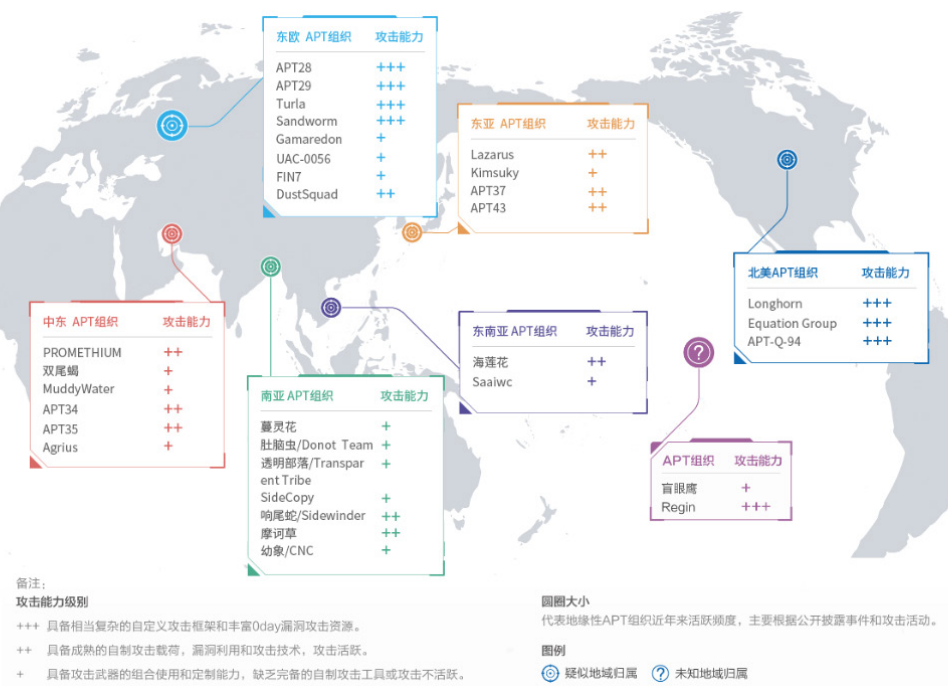 东欧 APT组织 攻击能力
APT28 +++
APT29 +++
Turla +++
Sandworm +++
Gamaredon +
UAC-0056 +
FIN7 +
DustSquad ++
东亚 APT组织 攻击能力
Lazarus ++
Kimsuky +
APT37 ++
APT43 ++
北美APT组织 攻击能力
Longhorn +++
Equation Group +++
APT-Q-94 +++
中东 APT组织 攻击能力
PROMETHIUM ++
双尾蝎 +
MuddyWater +
APT34 ++
APT35 ++
Agrius +
东南亚 APT组织 攻击能力
海莲花 ++
Saaiwc +
南亚 APT组织 攻击能力
蔓灵花 +
肚脑虫/Donot Team +
透明部落/Transpar +
ent Tribe
SideCopy +
响尾蛇/Sidewinder ++
摩诃草 ++
幼象/CNC +
?
APT组织 攻击能力
盲眼鹰 +
Regin +++
备注：
攻击能力级别
+++ 具备相当复杂的自定义攻击框架和丰富0day漏洞攻击资源。
++ 具备成熟的自制攻击载荷，漏洞利用和攻击技术，攻击活跃。
+ 具备攻击武器的组合使用和定制能力，缺乏完备的自制攻击工具或攻击不活跃。
圆圈大小
代表地缘性APT组织近年来活跃频度，主要根据公开披露事件和攻击活动。
图例
疑似地域归属 ? 未知地域归属